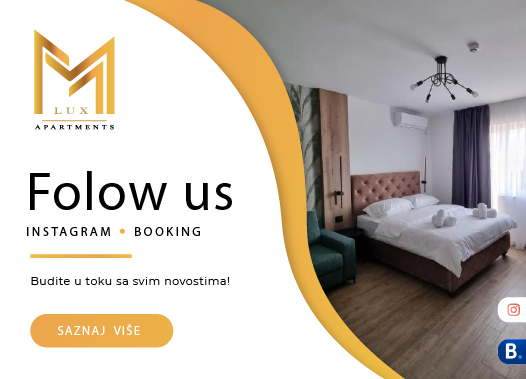 LUX
APARTMENTS
Folow us
INSTAGRAM • BOOKING
Budite u toku sa svim novostima!
SAZNAJ VIŠE
B.